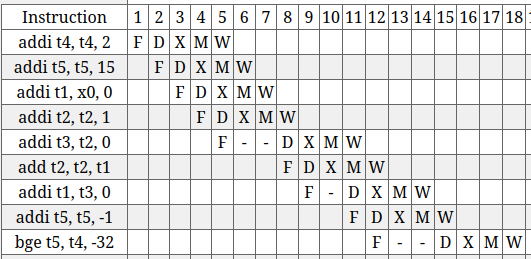 Instruction 1 2 3 4 5 6 7 8 9 10 11 12 13 14 15 16 17 18
addi t4, t4, 2 F D X M W
addi t5, t5, 15 F D X M W
addi t1, x0, 0 F D X M W
addi t2, t2, 1 F D X M W
addi t3, t2, 0 F - - D X M W
add t2, t2, t1 F D X M W
addi t1, t3, 0 F - D X M W
addi t5, t5, -1 F D X M W
bge t5, t4, -32 F - - D X M W